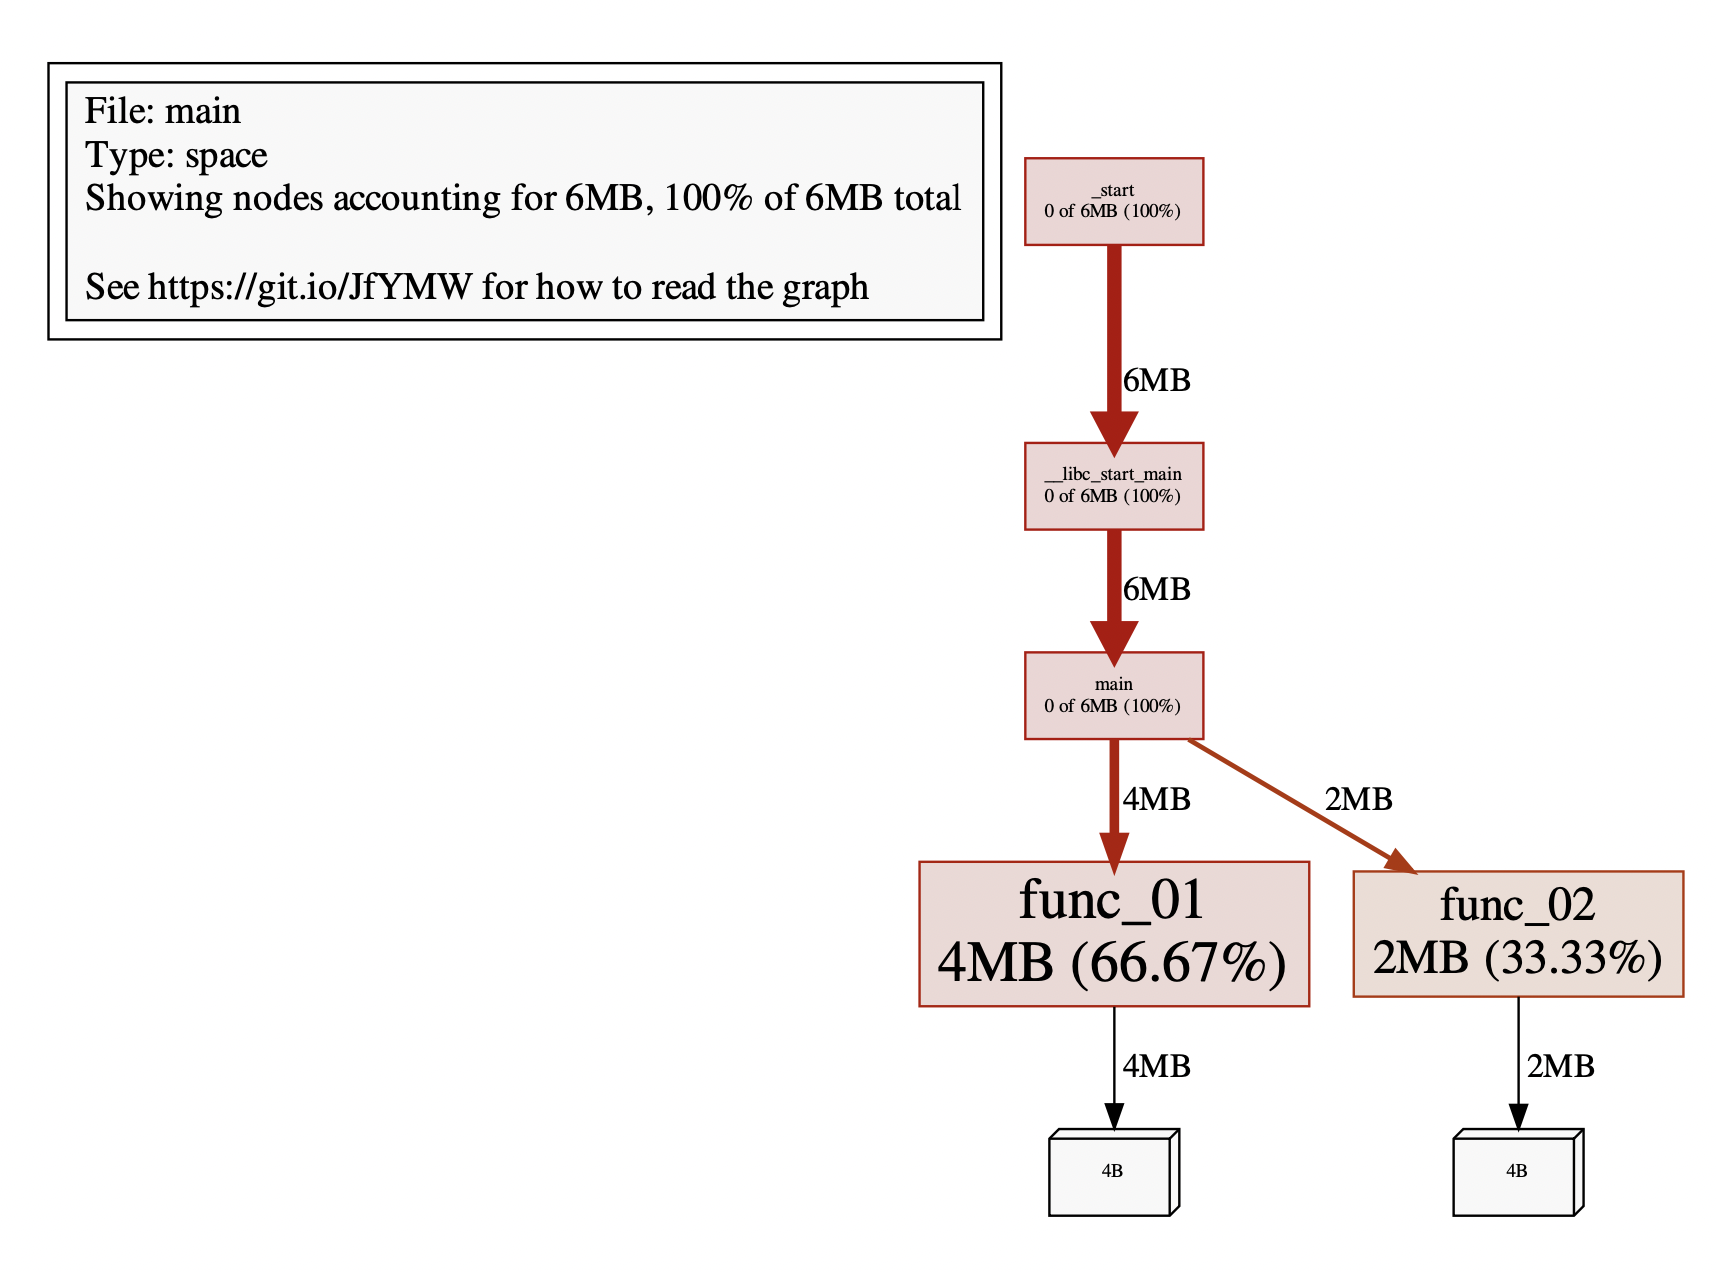 File: main
Type: space
Showing nodes accounting for 6MB, 100% of 6MB total
See https://git.io/JfYMW for how to read the graph
_start
0 of 6MB (100%)
6MB
__libc_start_main
0 of 6MB (100%)
6MB
main
0 of 6MB (100%)
4MB
2MB
func_01
4MB (66.67%)
func_02
2MB (33.33%)
4MB
2MB
4B
4B